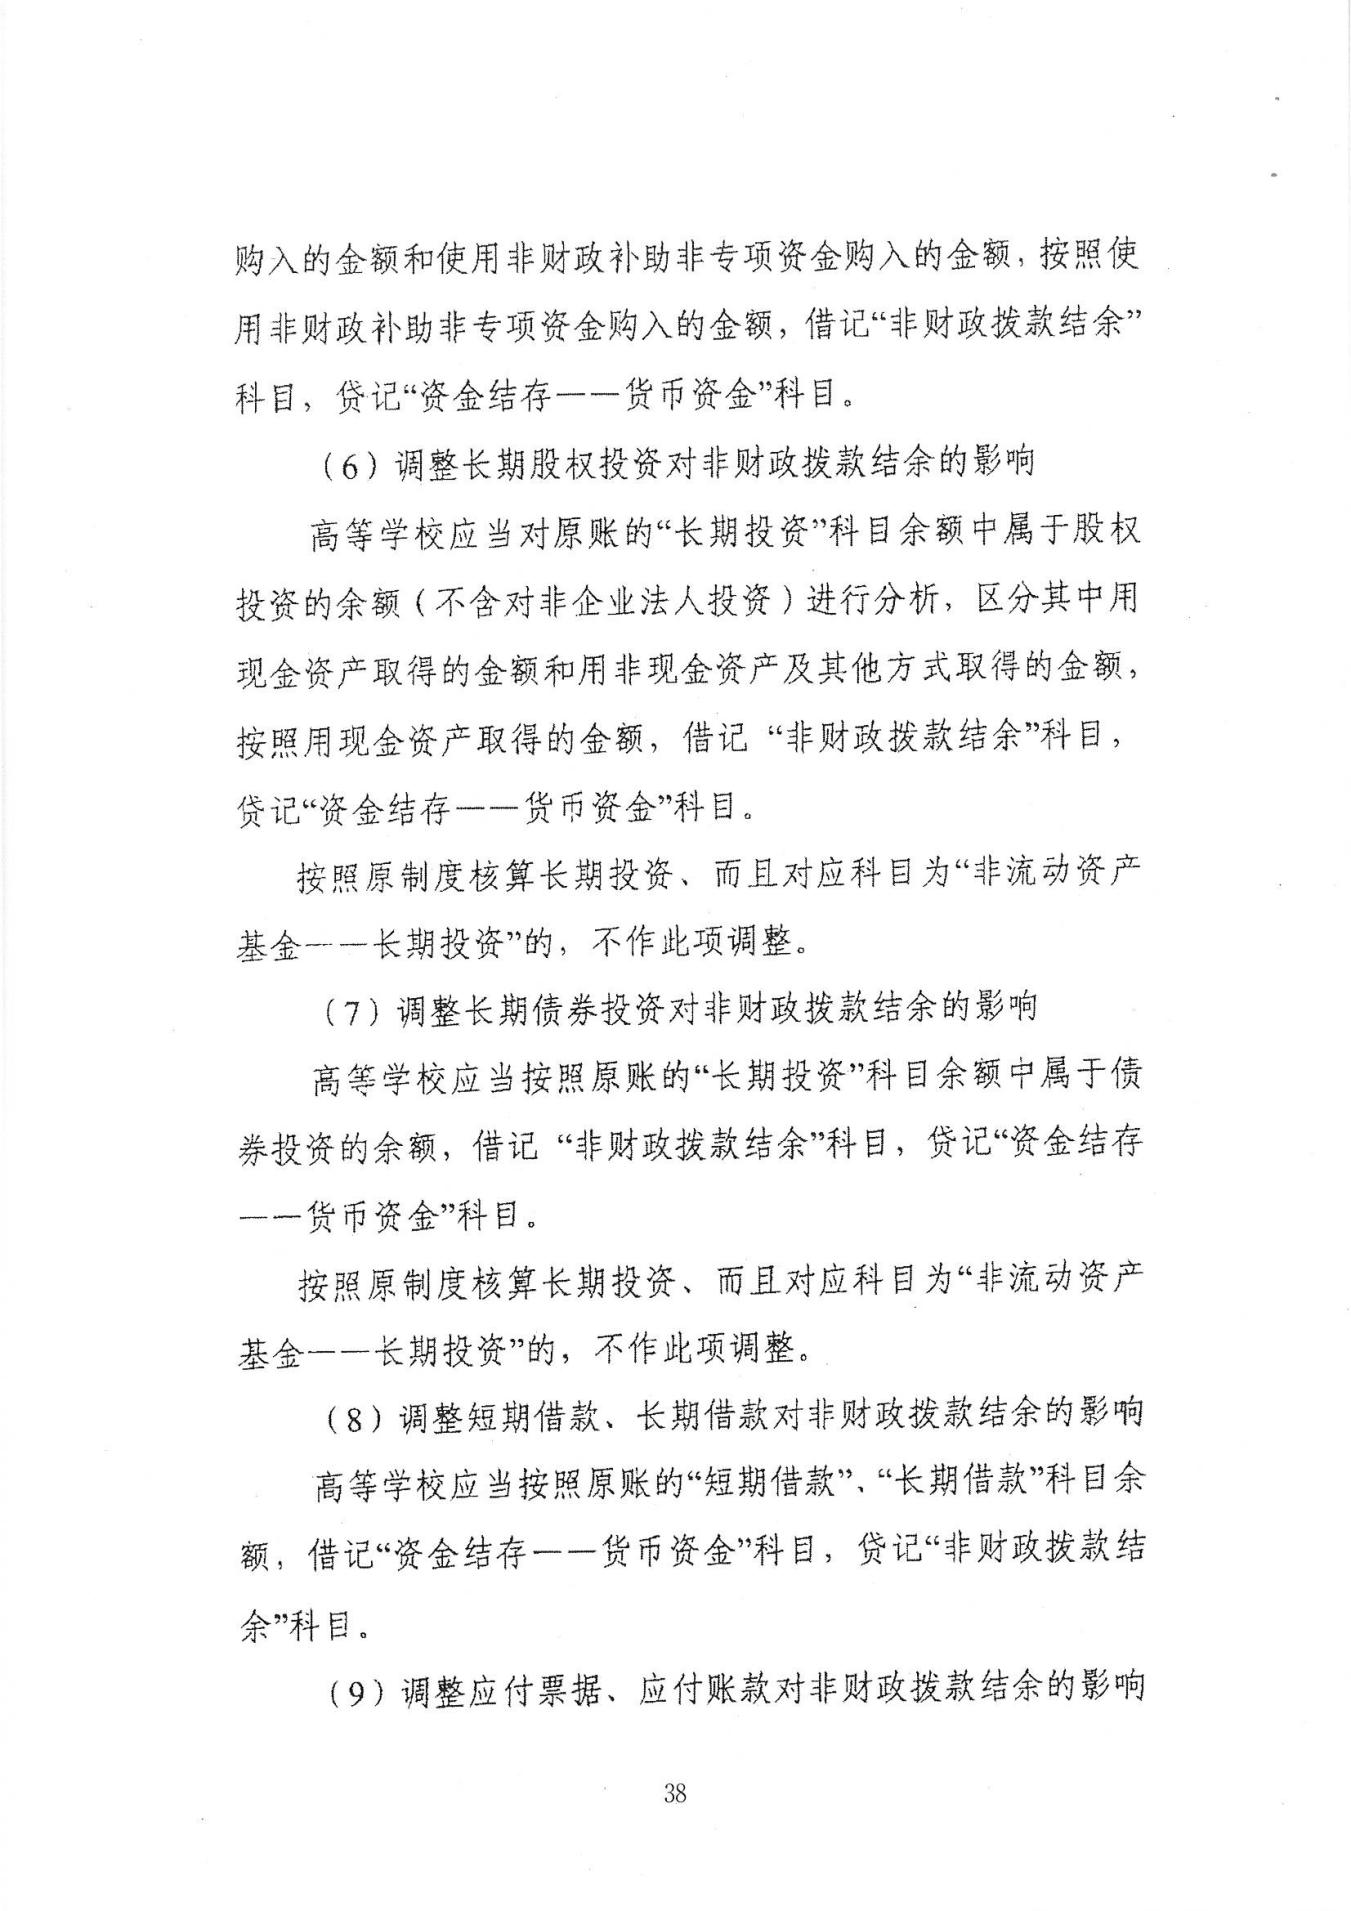 购入的金额和使用非财政补助非专项资金购入的金额，按照使
用非财政补助非专项资金购入的金额，借记“非财政拨款结余”
科目，贷记“资金结存——货币资金”科目。
（6）调整长期股权投资对非财政拨款结余的影响
高等学校应当对原账的“长期投资”科目余额中属于股权
投资的余额（不含对非企业法人投资）进行分析，区分其中用
现金资产取得的金额和用非现金资产及其他方式取得的金额，
按照用现金资产取得的金额，借记 “非财政拨款结余”科目，
贷记“资金结存——货币资金”科目。
按照原制度核算长期投资、而且对应科目为“非流动资产
基金——长期投资”的，不作此项调整。
（7）调整长期债券投资对非财政拨款结余的影响
高等学校应当按照原账的“长期投资”科目余额中属于债
券投资的余额，借记 “非财政拨款结余”科目，贷记“资金结存
——货币资金”科目。
按照原制度核算长期投资、而且对应科目为“非流动资产
基金——长期投资”的，不作此项调整。
（8）调整短期借款、长期借款对非财政拨款结余的影响
高等学校应当按照原账的“短期借款”、“长期借款”科目余
额，借记“资金结存——货币资金”科目，贷记“非财政拨款结
余”科目。
（9）调整应付票据、应付账款对非财政拨款结余的影响
38